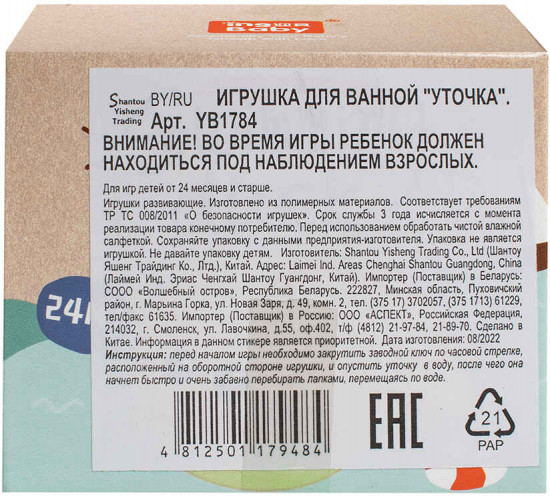 ingos
Baby
Shantou
Yisheng
Trading
BY/RU ИГРУШКА ДЛЯ ВАННОЙ "УТОЧКА".
Арт. YB1784
ВНИМАНИЕ! ВО ВРЕМЯ ИГРЫ РЕБЕНОК ДОЛЖЕН
НАХОДИТЬСЯ ПОД НАБЛЮДЕНИЕМ ВЗРОСЛЫХ.
Для игр детей от 24 месяцев и старше.
Игрушки развивающие. Изготовлено из полимерных материалов. Соответствует требованиям
ТР ТС 008/2011 «О безопасности игрушек». Срок службы 3 года исчисляется с момента
реализации товара конечному потребителю. Перед использованием обработать чистой влажной
салфеткой. Сохраняйте упаковку с данными предприятия-изготовителя. Упаковка не является
игрушкой. Не давайте упаковку детям. Изготовитель: Shantou Yisheng Trading Co., Ltd (Шантоу
Яшенг Трайдинг Ко., Лтд.), Китай. Адрес: Laimei Ind. Areas Chenghai Shantou Guangdong, China
(Лаймей Инд. Эриас Ченгхай Шантоу Гуангдонг, Китай). Импортер (Поставщик) в Беларусь:
СООО «Волшебный остров», Республика Беларусь. 222827, Минская область, Пуховичский
район, г. Марьина Горка, ул. Новая Заря, д. 49, комн. 2, тел. (375 17) 3702057, (375 1713) 61229,
тел/факс 61635. Импортер (Поставщик) в Россию: ООО «АСПЕКТ», Российская Федерация,
214032, г. Смоленск, ул. Лавочкина, д.55, оф.402, т/ф (4812) 21-97-84, 21-89-70. Сделано в
Китае. Информация в данном стикере является приоритетной. Дата изготовления: 08/2022
Инструкция: перед началом игры необходимо закрутить заводной ключ по часовой стрелке,
расположенный на оборотной стороне игрушки, и опустить уточку в воду, после чего она
начнет быстро и очень забавно перебирать лапками, перемещаясь по воде.
4 812501 179484
EAC
21
PAP
24